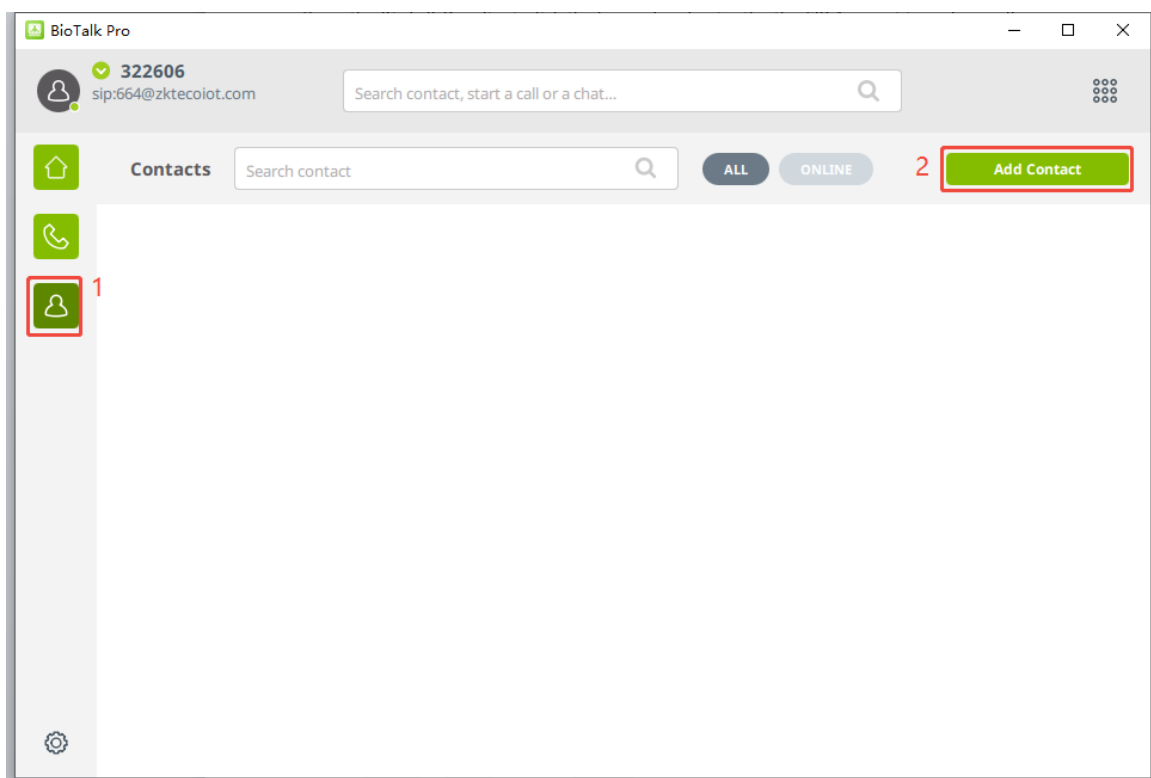 BioTalk Pro
322606
sip:664@zktecoiot.com
Search contact, start a call or a chat...
Contacts
Search contact
ALL
ONLINE
2
Add Contact
1